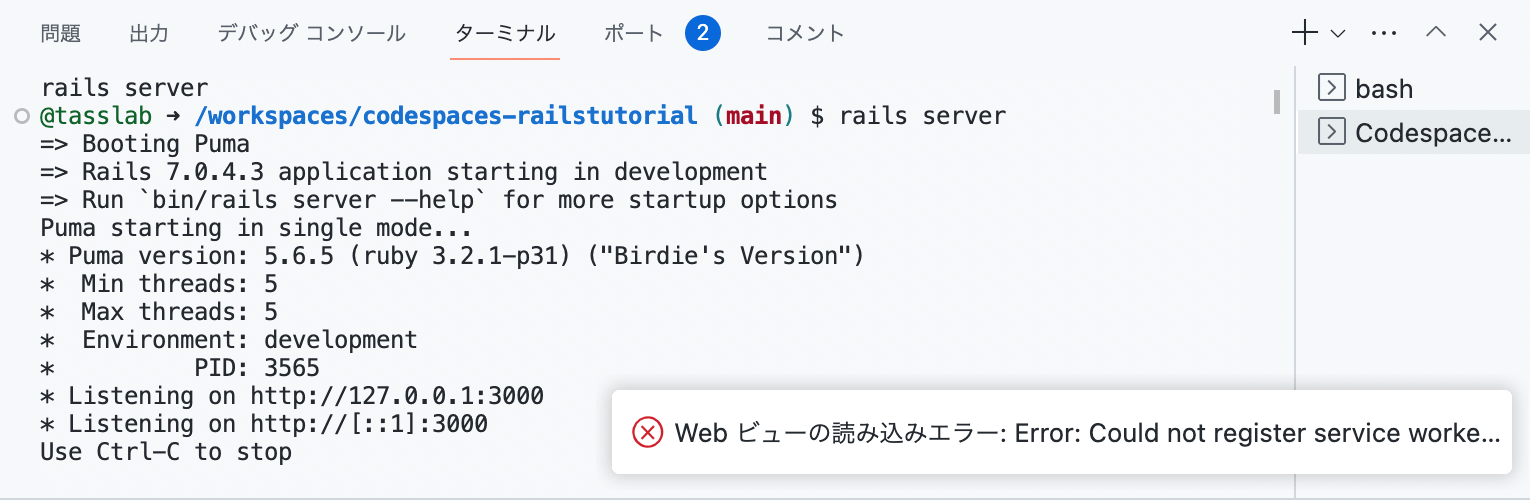 問題 出力 デバッグ コンソール ターミナル ポート 2 コメント
rails server
@tasslab ➜ /workspaces/codespaces-railstutorial (main) $ rails server
=> Booting Puma
=> Rails 7.0.4.3 application starting in development
=> Run `bin/rails server --help` for more startup options
Puma starting in single mode...
* Puma version: 5.6.5 (ruby 3.2.1-p31) ("Birdie's Version")
*  Min threads: 5
*  Max threads: 5
*  Environment: development
*          PID: 3565
* Listening on http://127.0.0.1:3000
* Listening on http://[::1]:3000
Use Ctrl-C to stop
bash
Codespace...
Web ビューの読み込みエラー: Error: Could not register service worke...